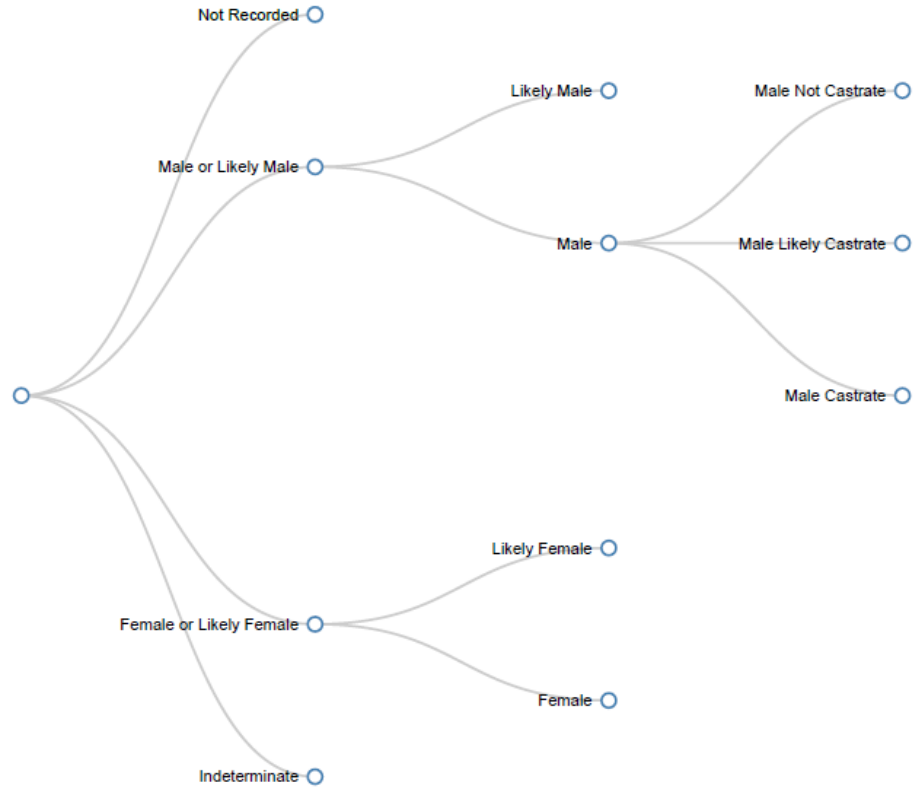 Not Recorded
Likely Male
Male Not Castrate
Male or Likely Male
Male
Male Likely Castrate
Male Castrate
Likely Female
Female or Likely Female
Female
Indeterminate